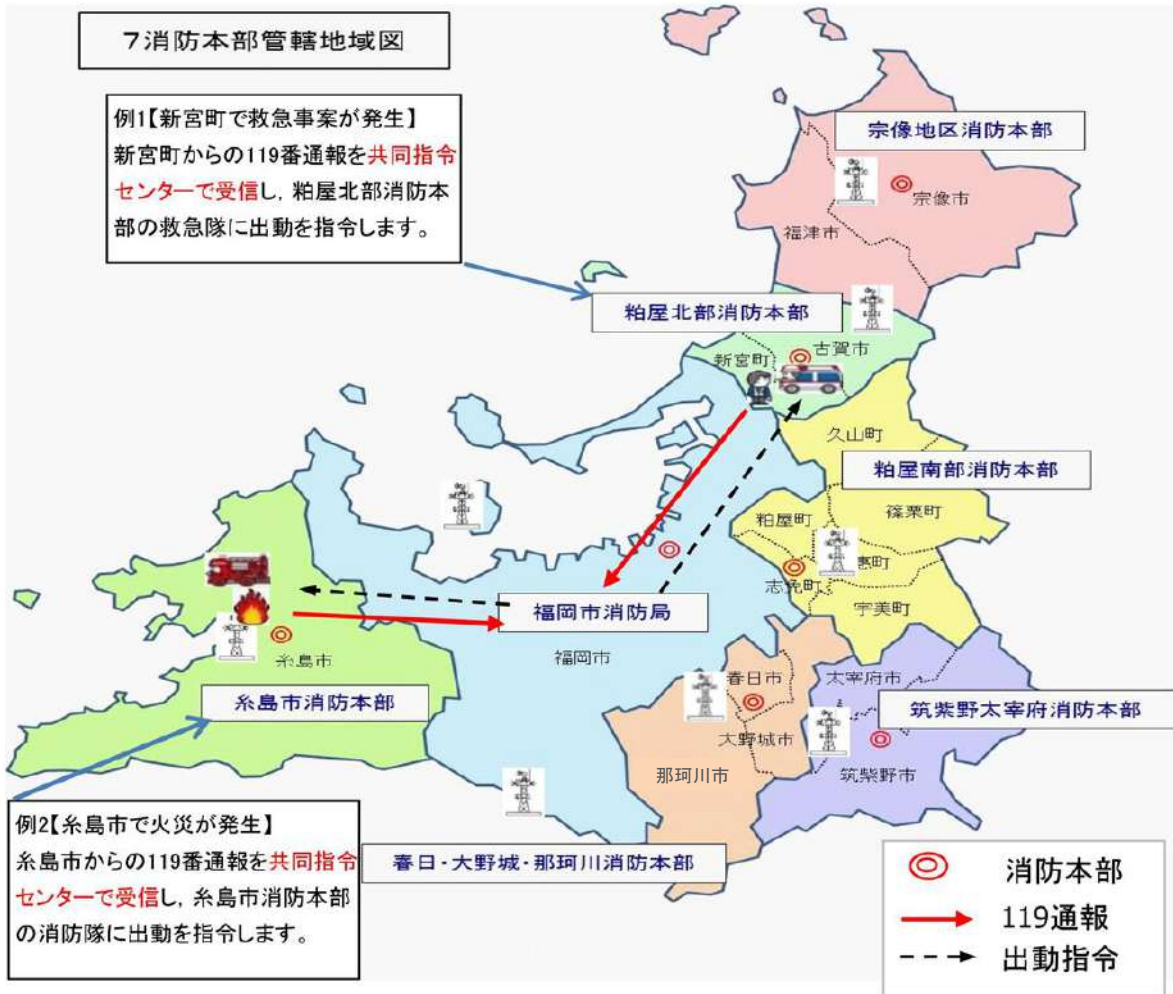 7消防本部管轄地域図
例1【新宮町で救急事案が発生】
新宮町からの119番通報を共同指令
センターで受信し, 粕屋北部消防本
部の救急隊に出動を指令します。
宗像地区消防本部
宗像市
福津市
粕屋北部消防本部
古賀市
新宮町
久山町
粕屋南部消防本部
篠栗町
粕屋町
恵町
志免町
宇美町
福岡市消防局
福岡市
糸島市
糸島市消防本部
春日市
太宰府市
筑紫野太宰府消防本部
大野城市
那珂川市
筑紫野市
例2【糸島市で火災が発生】
糸島市からの119番通報を共同指令
センターで受信し, 糸島市消防本部
の消防隊に出動を指令します。
春日・大野城・那珂川消防本部
消防本部
119通報
出動指令